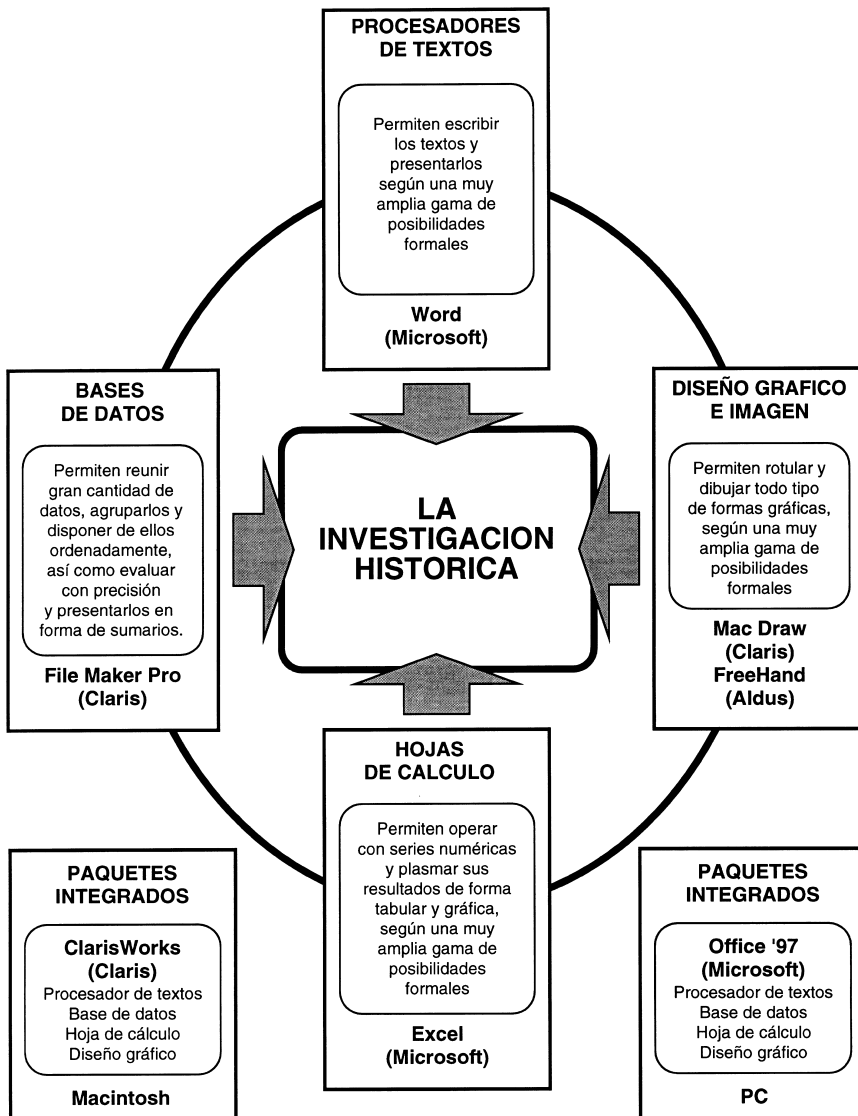 PROCESADORES
DE TEXTOS
Permiten escribir
los textos y
presentarlos
según una muy
amplia gama de
posibilidades
formales
Word
(Microsoft)
BASES
DE DATOS
Permiten reunir
gran cantidad de
datos, agruparlos y
disponer de ellos
ordenadamente,
así como evaluar
con precisión
y presentarlos en
forma de sumarios.
File Maker Pro
(Claris)
LA
INVESTIGACION
HISTORICA
DISEÑO GRAFICO
E IMAGEN
Permiten rotular y
dibujar todo tipo
de formas gráficas,
según una muy
amplia gama de
posibilidades
formales
Mac Draw
(Claris)
FreeHand
(Aldus)
HOJAS
DE CALCULO
Permiten operar
con series numéricas
y plasmar sus
resultados de forma
tabular y gráfica,
según una muy
amplia gama de
posibilidades
formales
Excel
(Microsoft)
PAQUETES
INTEGRADOS
ClarisWorks
(Claris)
Procesador de textos
Base de datos
Hoja de cálculo
Diseño gráfico
Macintosh
PAQUETES
INTEGRADOS
Office '97
(Microsoft)
Procesador de textos
Base de datos
Hoja de cálculo
Diseño gráfico
PC